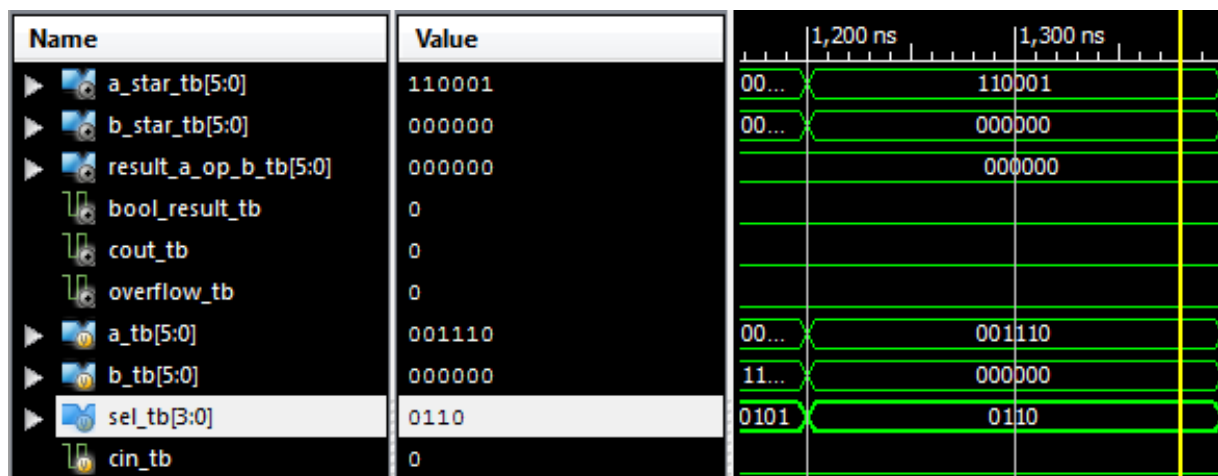 Name Value 1,200 ns 1,300 ns
a_star_tb[5:0] 110001 00... 110001
b_star_tb[5:0] 000000 00... 000000
result_a_op_b_tb[5:0] 000000 000000
bool_result_tb 0
cout_tb 0
overflow_tb 0
a_tb[5:0] 001110 00... 001110
b_tb[5:0] 000000 11... 000000
sel_tb[3:0] 0110 0101 0110
cin_tb 0